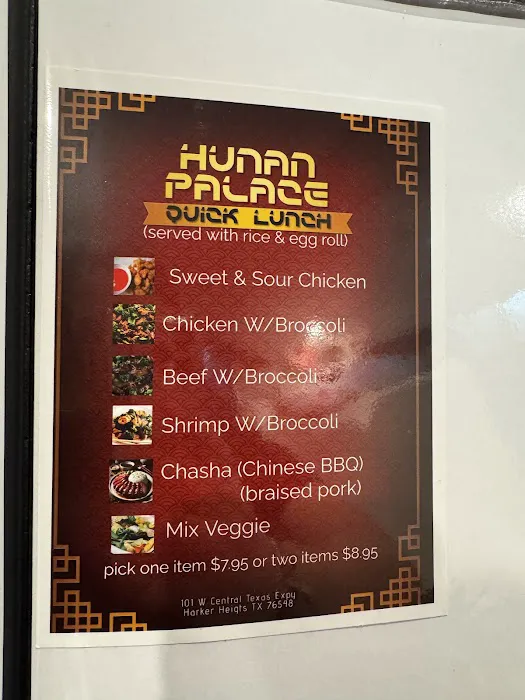 HUNAN
PALACE
QUICK LUNCH
(served with rice & egg roll)
Sweet & Sour Chicken
Chicken W/Broccoli
Beef W/Broccoli
Shrimp W/Broccoli
Chasha (Chinese BBQ)
(braised pork)
Mix Veggie
pick one item $7.95 or two items $8.95
101 W Central Texas Expy
Harker Heigts TX 76548